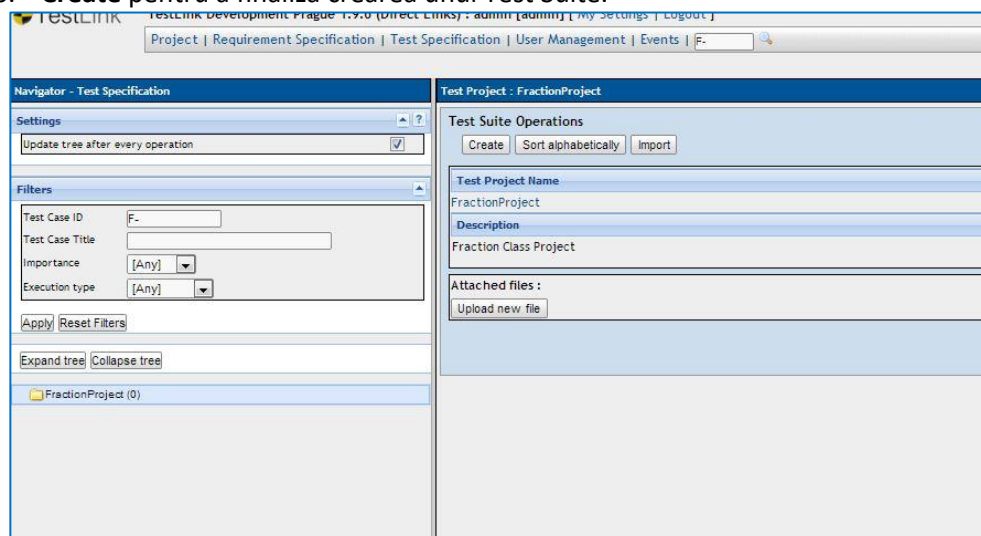 Create pentru a finaliza crearea unui Test Suite.
TestLink
TestLink Development Prague 1.9.0 (Direct Links) : admin [admin] [ My Settings | Logout ]
Project | Requirement Specification | Test Specification | User Management | Events | F-
Navigator - Test Specification
Settings
?
Update tree after every operation
Filters
Test Case ID F-
Test Case Title
Importance [Any]
Execution type [Any]
Apply Reset Filters
Expand tree Collapse tree
FractionProject (0)
Test Project : FractionProject
Test Suite Operations
Create Sort alphabetically Import
Test Project Name
FractionProject
Description
Fraction Class Project
Attached files :
Upload new file